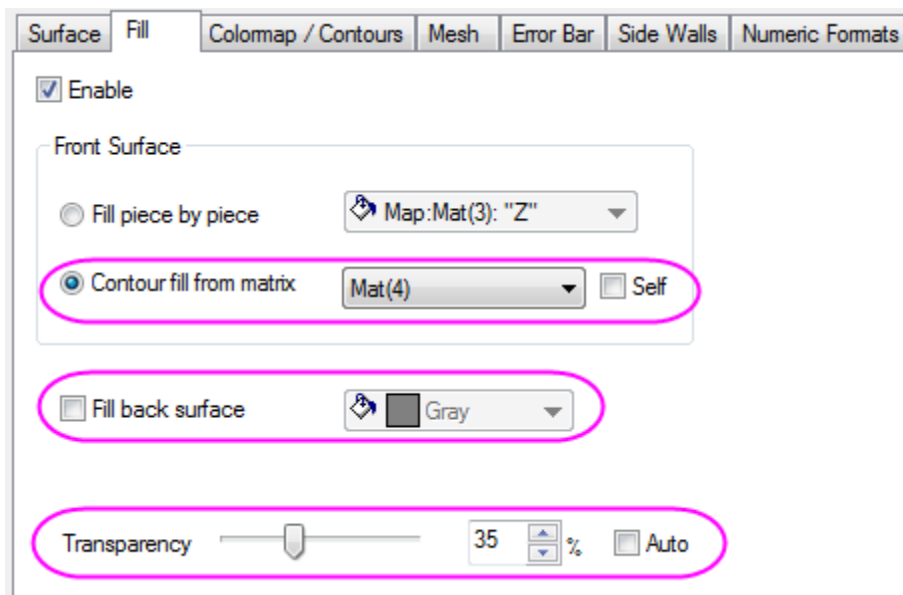 Surface Fill Colormap / Contours Mesh Error Bar Side Walls Numeric Formats
Enable
Front Surface
Fill piece by piece Map:Mat(3): "Z"
Contour fill from matrix Mat(4) Self
Fill back surface Gray
Transparency 35 % Auto